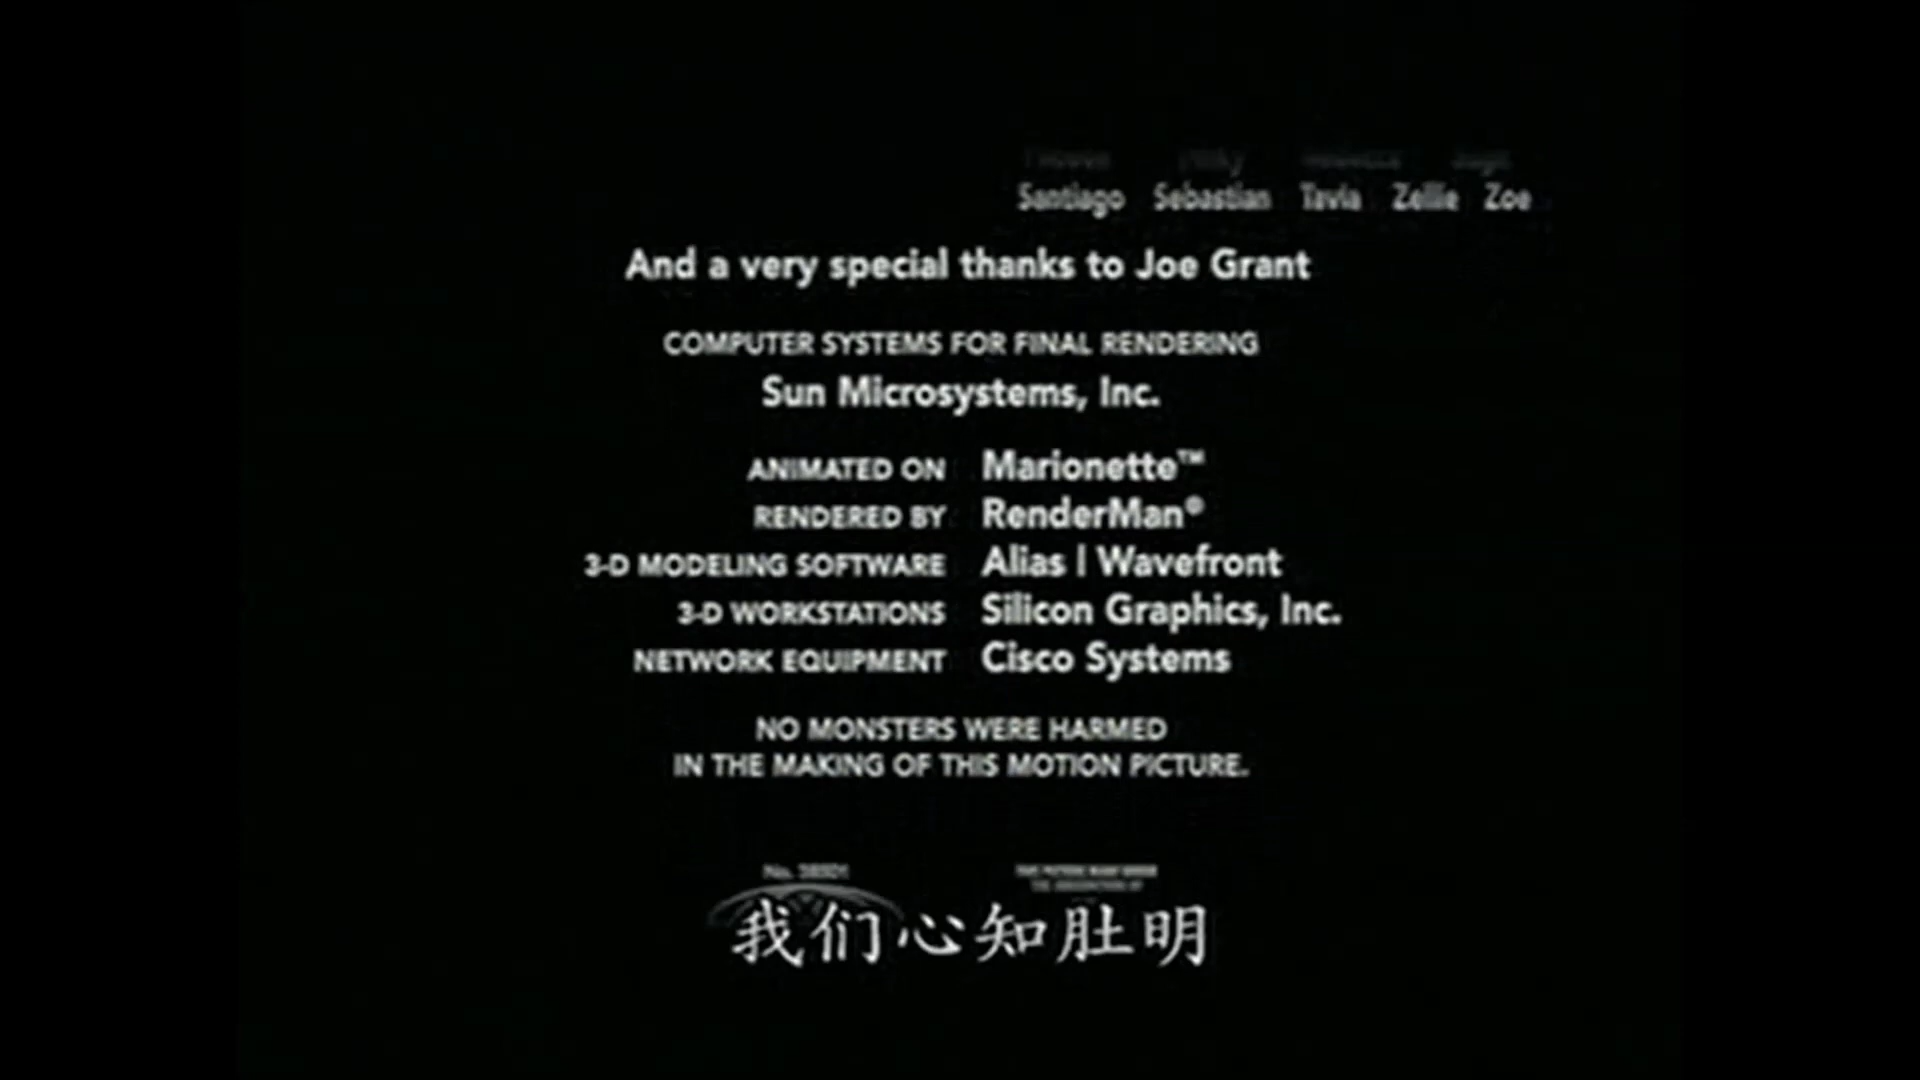 Santiago Sebastian Tavia Zellie Zoe
And a very special thanks to Joe Grant
COMPUTER SYSTEMS FOR FINAL RENDERING
Sun Microsystems, Inc.
ANIMATED ON Marionette™
RENDERED BY RenderMan®
3-D MODELING SOFTWARE Alias | Wavefront
3-D WORKSTATIONS Silicon Graphics, Inc.
NETWORK EQUIPMENT Cisco Systems
NO MONSTERS WERE HARMED
IN THE MAKING OF THIS MOTION PICTURE.
No.
我们心知肚明